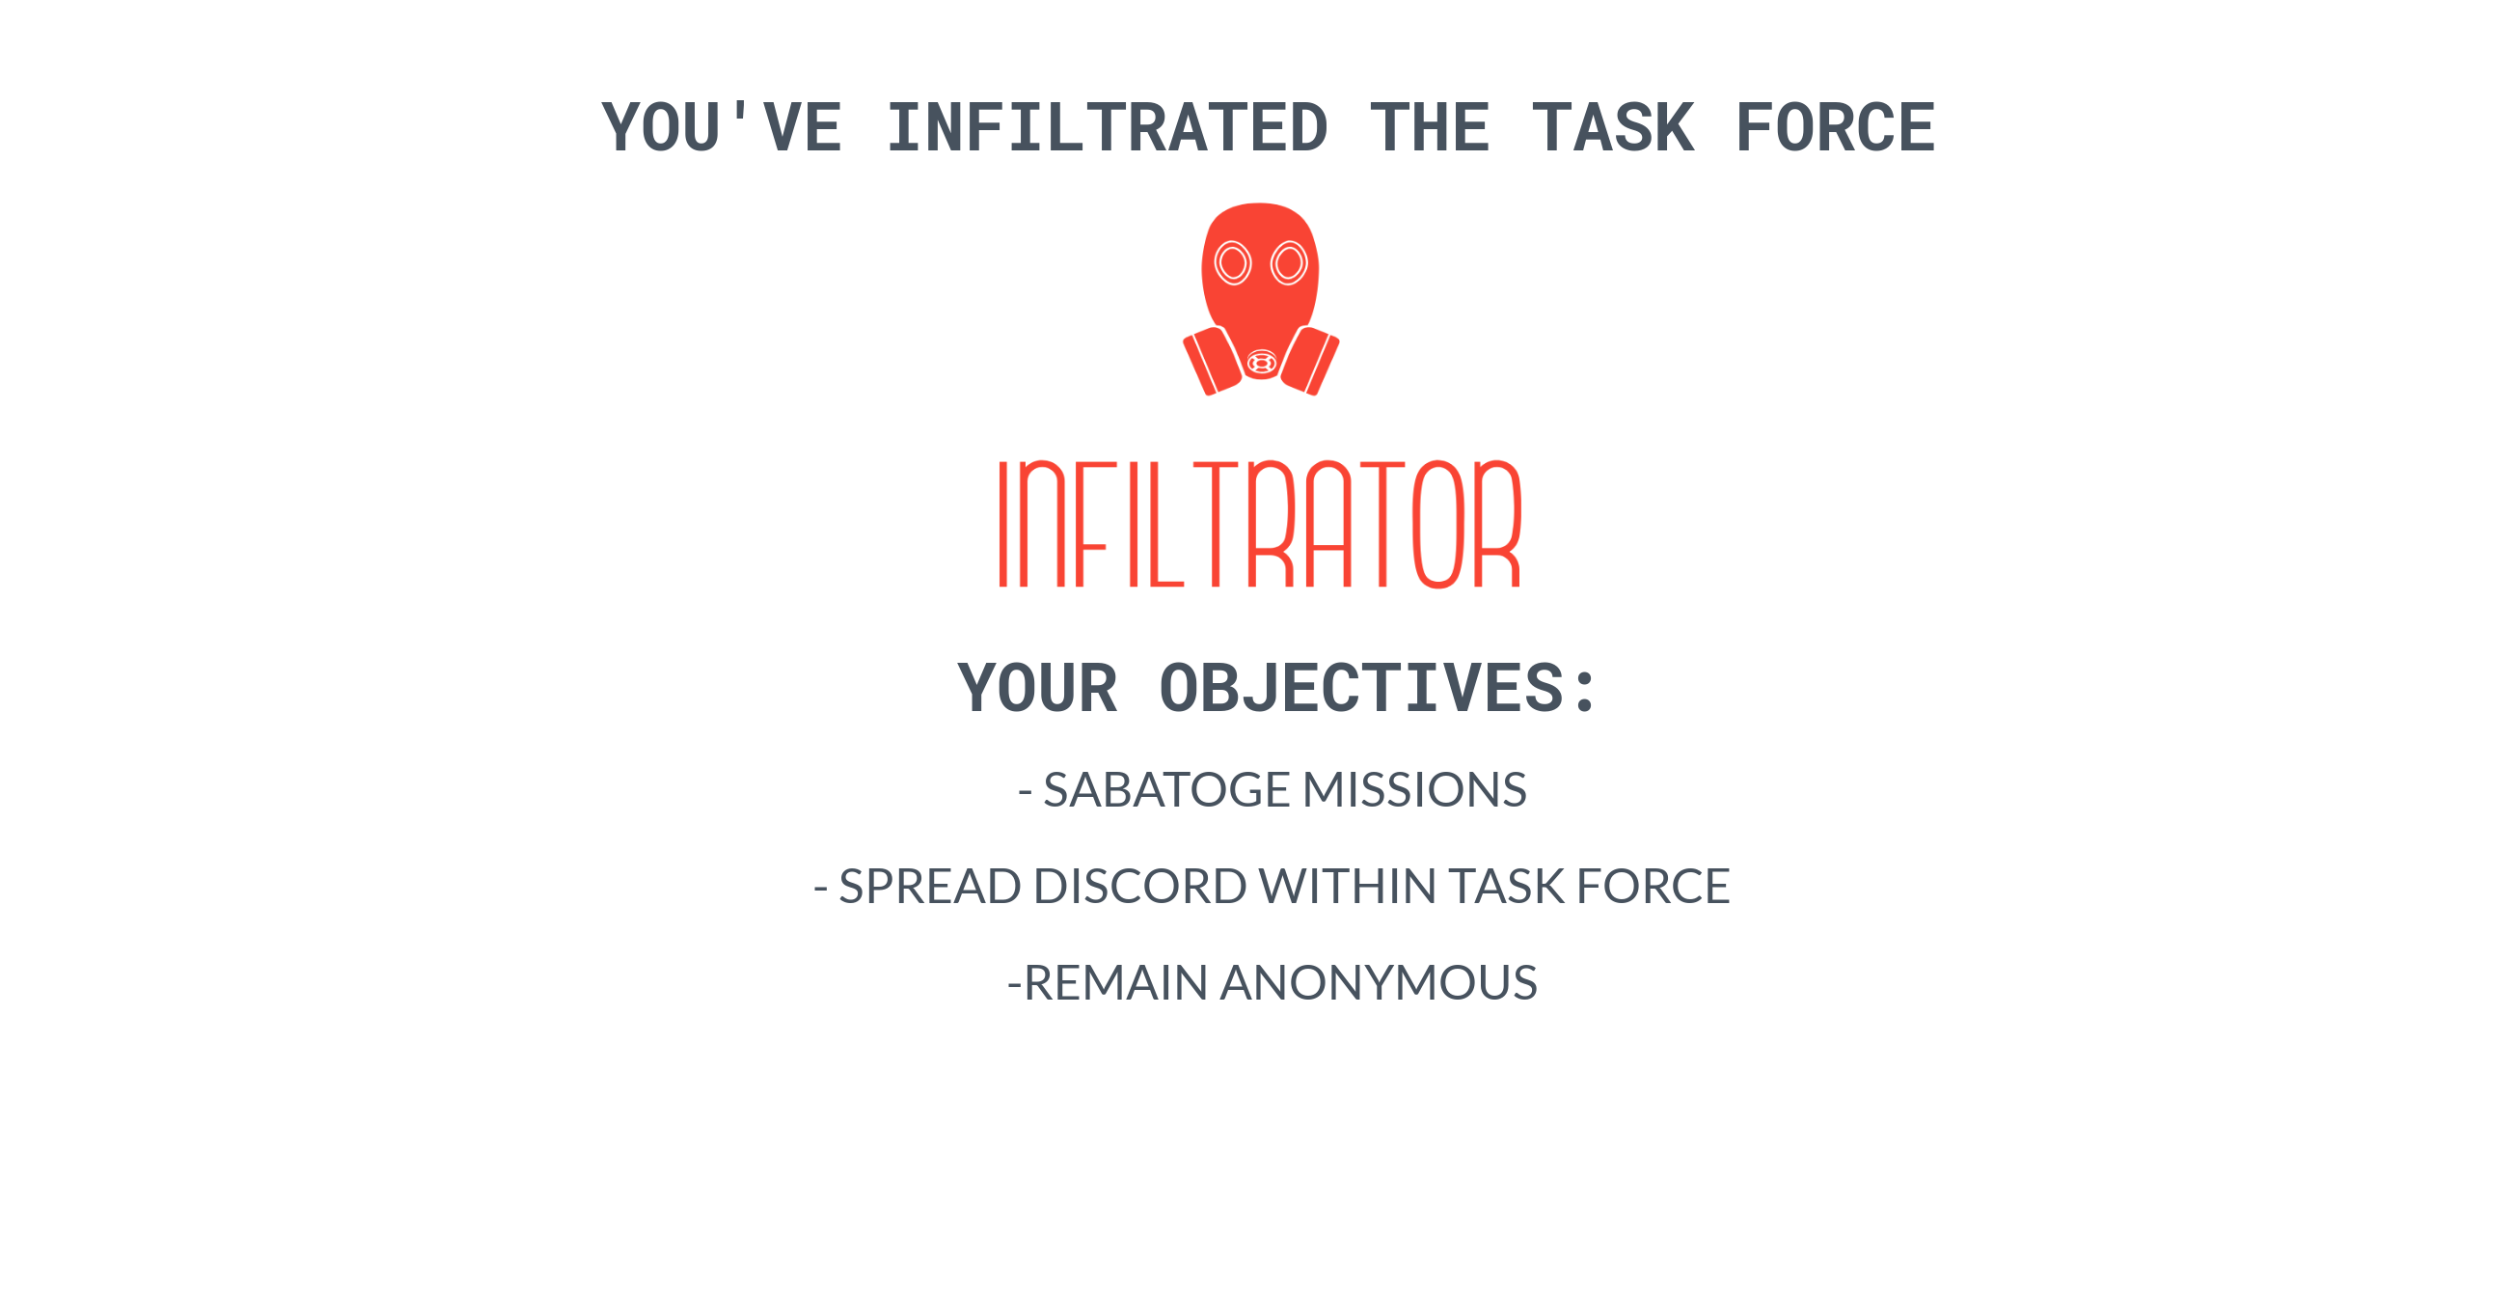 YOU'VE INFILTRATED THE TASK FORCE
INFILTRATOR
YOUR OBJECTIVES:
- SABATOGE MISSIONS
- SPREAD DISCORD WITHIN TASK FORCE
-REMAIN ANONYMOUS